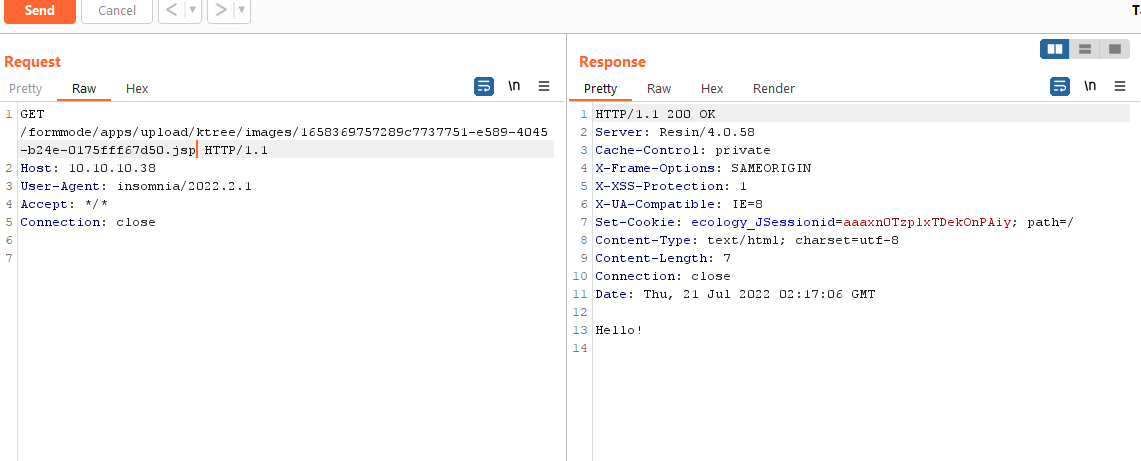 Send
Cancel
<
>
T
Request
Response
Pretty
Raw
Hex
\n
Pretty
Raw
Hex
Render
\n
1 GET
/formmode/apps/upload/ktree/images/1658369757289c7737751-e589-4045
-b24e-0175fff67d50.jsp HTTP/1.1
2 Host: 10.10.10.38
3 User-Agent: insomnia/2022.2.1
4 Accept: */*
5 Connection: close
6
7
1 HTTP/1.1 200 OK
2 Server: Resin/4.0.58
3 Cache-Control: private
4 X-Frame-Options: SAMEORIGIN
5 X-XSS-Protection: 1
6 X-UA-Compatible: IE=8
7 Set-Cookie: ecology_JSessionid=aaaxn0TzplxTDekOnPAiy; path=/
8 Content-Type: text/html; charset=utf-8
9 Content-Length: 7
10 Connection: close
11 Date: Thu, 21 Jul 2022 02:17:06 GMT
12
13 Hello!
14